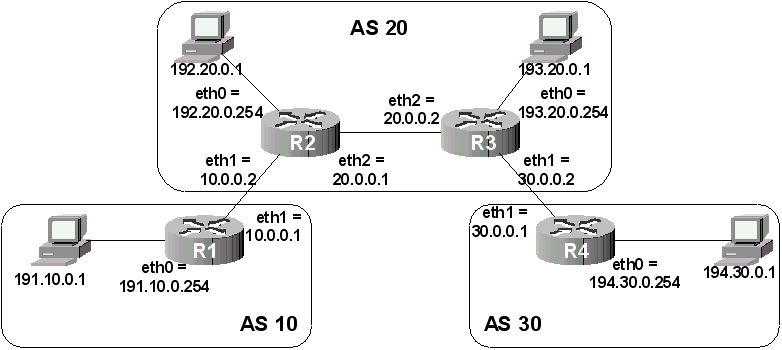 AS 20
192.20.0.1
193.20.0.1
eth0 =
192.20.0.254
eth2 =
20.0.0.2
eth0 =
193.20.0.254
R2
R3
eth1 =
10.0.0.2
eth2 =
20.0.0.1
eth1 =
30.0.0.2
eth1 =
10.0.0.1
eth1 =
30.0.0.1
R1
R4
191.10.0.1
eth0 =
191.10.0.254
eth0 =
194.30.0.254
194.30.0.1
AS 10
AS 30